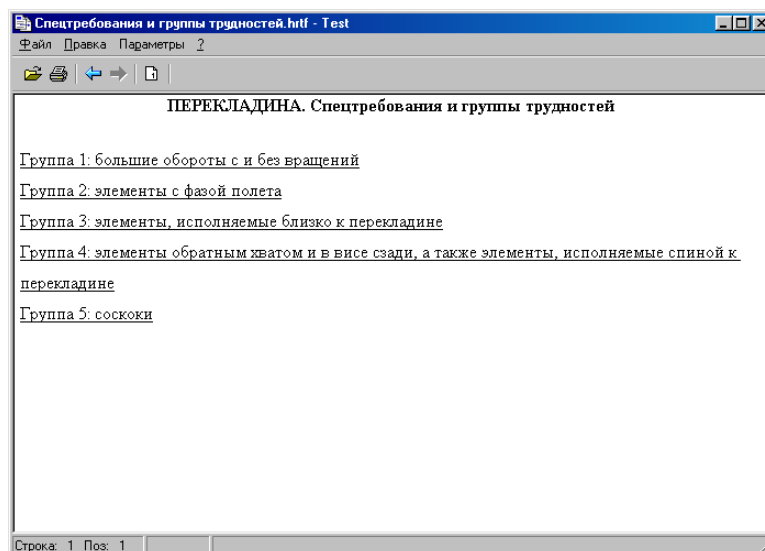 Спецтребования и группы трудностей.hrtf - Test
Файл Правка Параметры ?
ПЕРЕКЛАДИНА. Спецтребования и группы трудностей
Группа 1: большие обороты с и без вращений
Группа 2: элементы с фазой полета
Группа 3: элементы, исполняемые близко к перекладине
Группа 4: элементы обратным хватом и в висе сзади, а также элементы, исполняемые спиной к
перекладине
Группа 5: соскоки
Строка: 1 Поз: 1